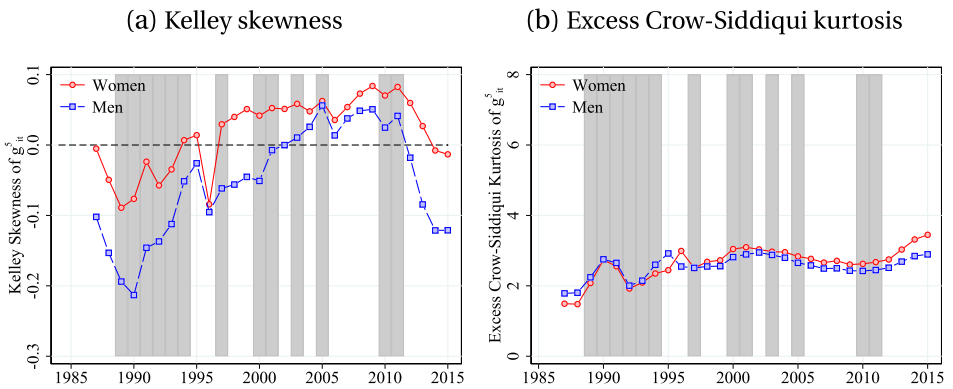 (a) Kelley skewness
(b) Excess Crow-Siddiqui kurtosis
Kelley Skewness of g⁵ᵢₜ
0.1
0.0
-0.1
-0.2
-0.3
Women
Men
1985 1990 1995 2000 2005 2010 2015
Excess Crow-Siddiqui Kurtosis of g⁵ᵢₜ
8
6
4
2
0
Women
Men
1985 1990 1995 2000 2005 2010 2015